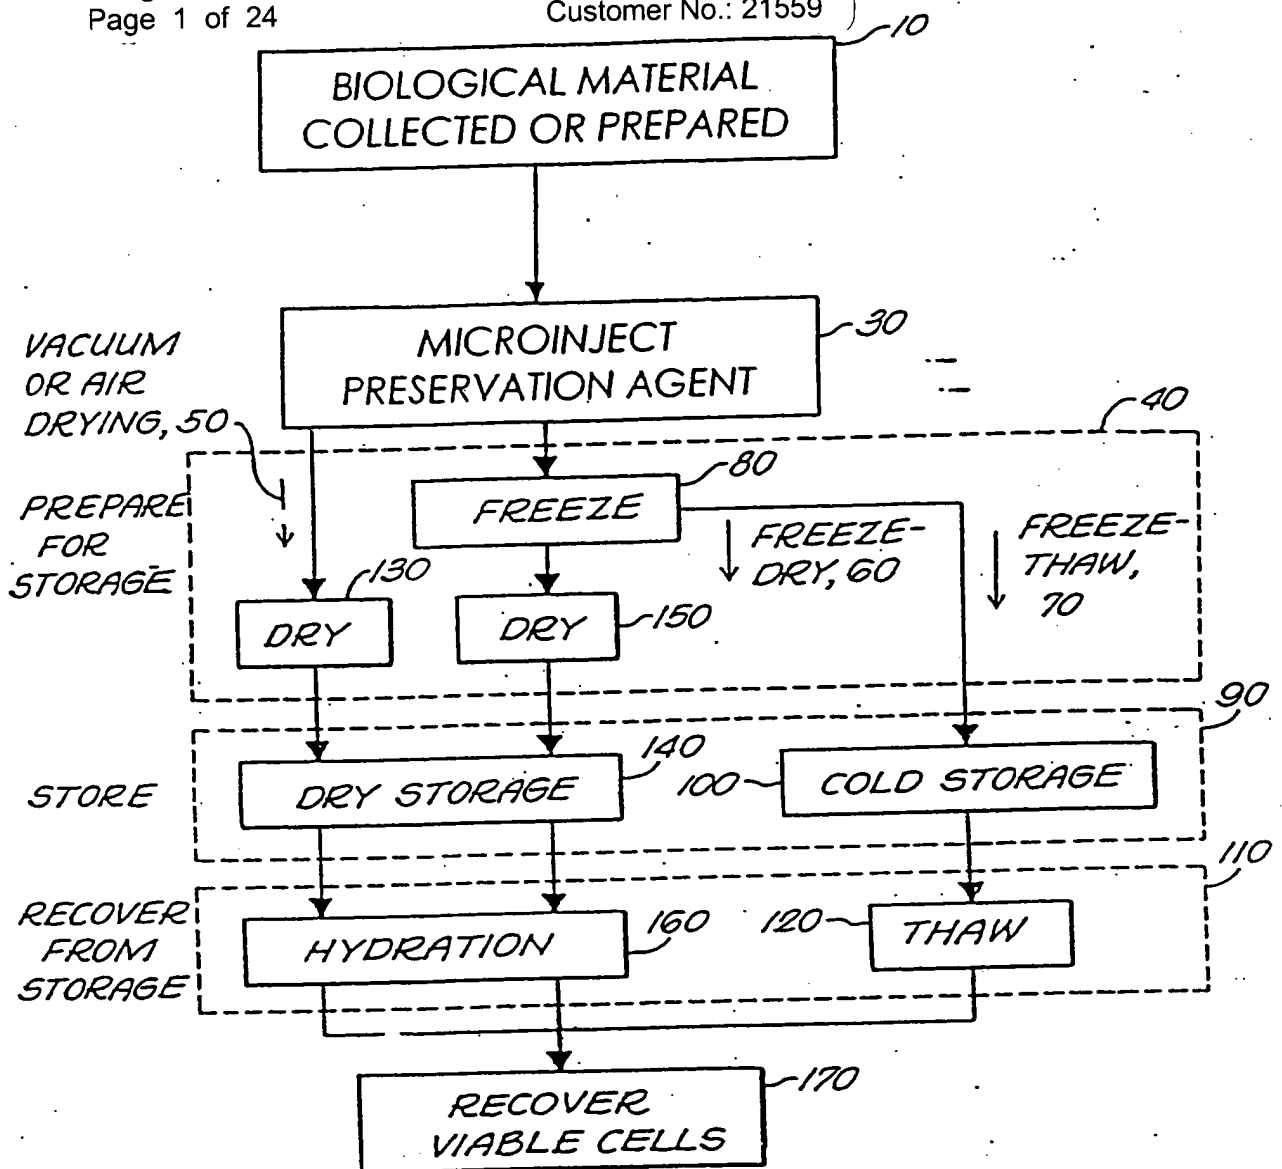 Page 1 of 24
Customer No.: 21559
10
BIOLOGICAL MATERIAL
COLLECTED OR PREPARED
30
MICROINJECT
PRESERVATION AGENT
VACUUM
OR AIR
DRYING, 50
40
PREPARE
FOR
STORAGE
80
FREEZE
FREEZE-
DRY, 60
FREEZE-
THAW,
70
130
DRY
DRY
150
90
STORE
140
DRY STORAGE
100
COLD STORAGE
110
RECOVER
FROM
STORAGE
HYDRATION
160
120
THAW
170
RECOVER
VIABLE CELLS